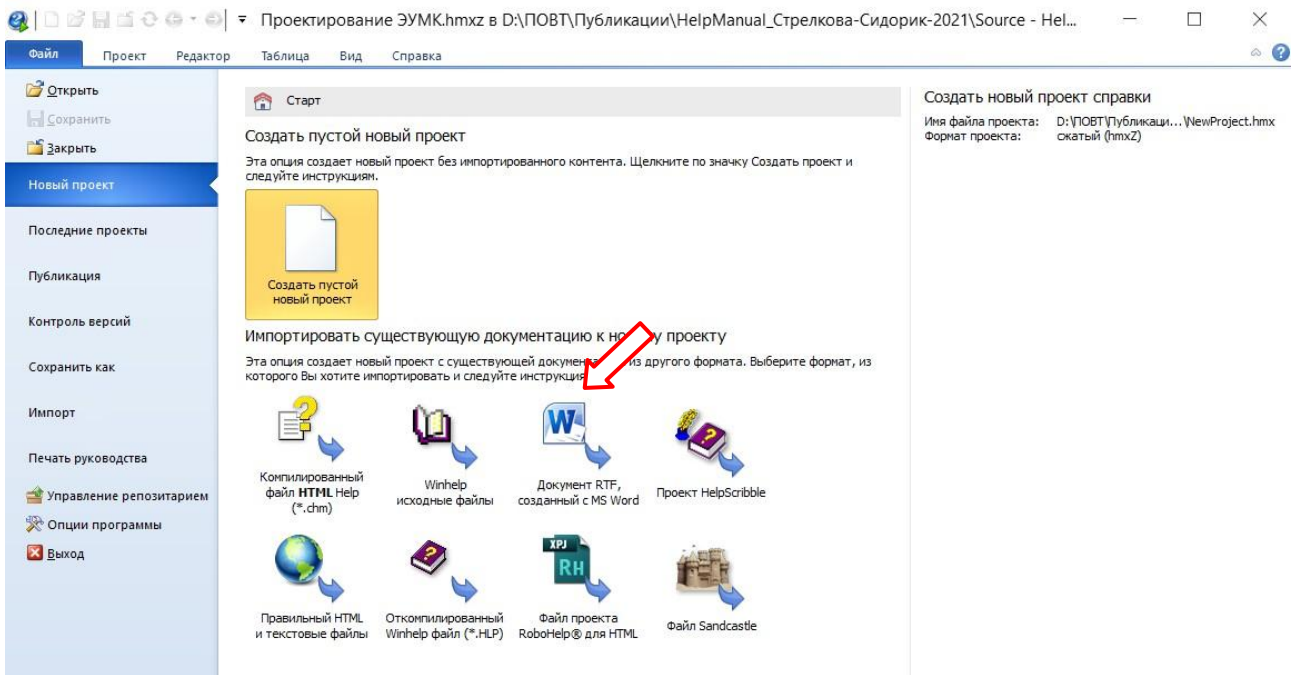 Проектирование ЭУМК.hmxz в D:\ПОВТ\Публикации\HelpManual_Стрелкова-Сидорик-2021\Source - Hel...
Файл Проект Редактор Таблица Вид Справка
Открыть
Сохранить
Закрыть
Новый проект
Последние проекты
Публикация
Контроль версий
Сохранить как
Импорт
Печать руководства
Управление репозитарием
Опции программы
Выход
Старт
Создать пустой новый проект
Эта опция создает новый проект без импортированного контента. Щелкните по значку Создать проект и
следуйте инструкциям.
Создать пустой
новый проект
Импортировать существующую документацию к но у проекту
Эта опция создает новый проект с существующей документа из другого формата. Выберите формат, из
которого Вы хотите импортировать и следуйте инструкция
Компилированный
файл HTML Help
(*.chm)
Winhelp
исходные файлы
Документ RTF,
созданный с MS Word
Проект HelpScribble
Правильный HTML
и текстовые файлы
Откомпилированный
Winhelp файл (*.HLP)
XPJ
RH
Файл проекта
RoboHelp® для HTML
Файл Sandcastle
Создать новый проект справки
Имя файла проекта: D:\ПОВТ\Публикаци...\NewProject.hmx
Формат проекта: сжатый (hmxZ)